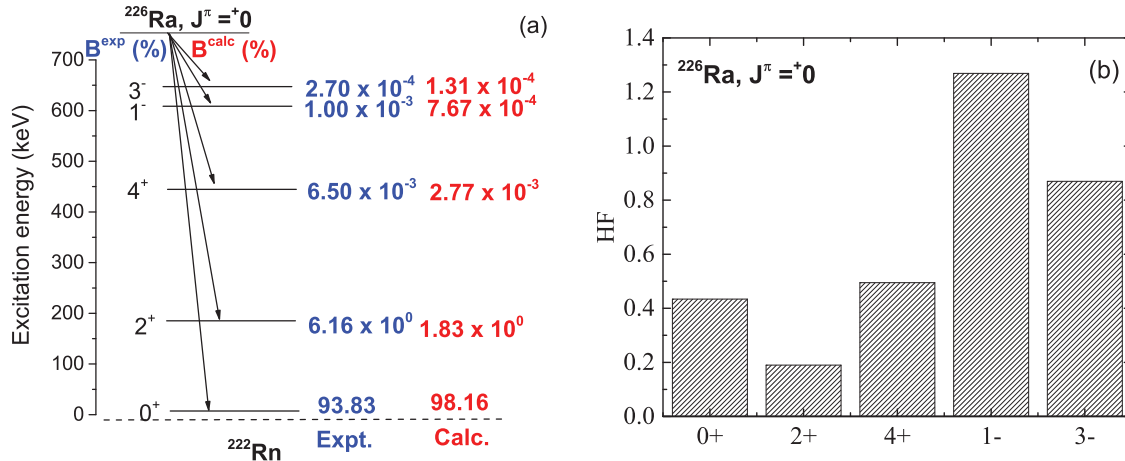 (a)
²²⁶Ra, Jᵖⁱ =⁺0
B^exp (%) B^calc (%)
700
3⁻ 2.70 x 10⁻⁴ 1.31 x 10⁻⁴
600
1⁻ 1.00 x 10⁻³ 7.67 x 10⁻⁴
500
4⁺ 6.50 x 10⁻³ 2.77 x 10⁻³
400
300
200
2⁺ 6.16 x 10⁰ 1.83 x 10⁰
100
0
0⁺ 93.83 98.16
²²²Rn Expt. Calc.
Excitation energy (keV)
(b)
²²⁶Ra, J^π =⁺0
1.4
1.2
1.0
0.8
0.6
0.4
0.2
0.0
HF
0+ 2+ 4+ 1- 3-